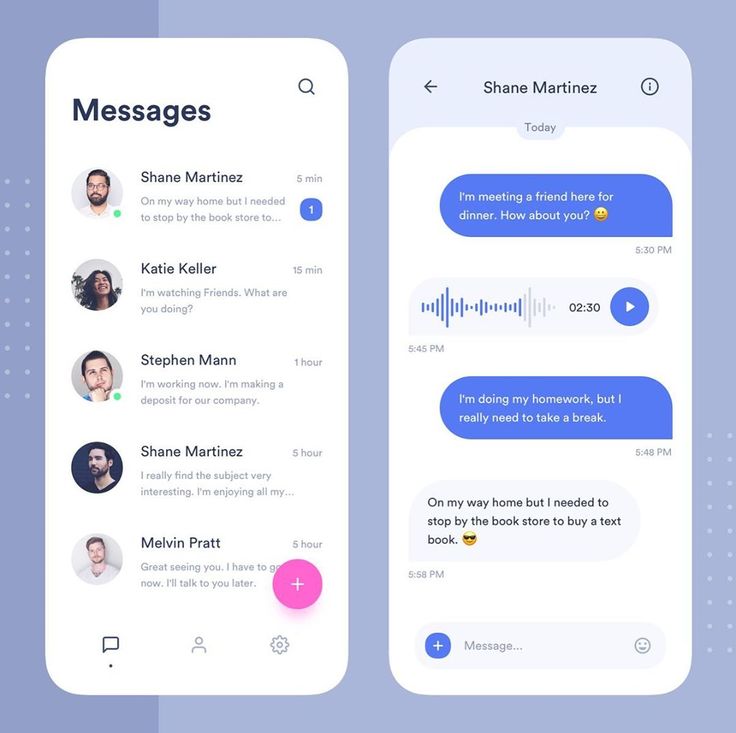 Messages
Shane Martinez
5 min
On my way home but I needed
to stop by the book store to...
1
Katie Keller
15 min
I'm watching Friends. What are
you doing?
Stephen Mann
1 hour
I'm working now. I'm making a
deposit for our company.
Shane Martinez
5 hour
I really find the subject very
interesting. I'm enjoying all my...
Melvin Pratt
5 hour
Great seeing you. I have to
now. I'll talk to you later.
Shane Martinez
Today
I'm meeting a friend here for
dinner. How about you? 😀
5:30 PM
02:30
5:45 PM
I'm doing my homework, but I
really need to take a break.
5:48 PM
On my way home but I needed to
stop by the book store to buy a text
book. 😎
5:58 PM
Message...